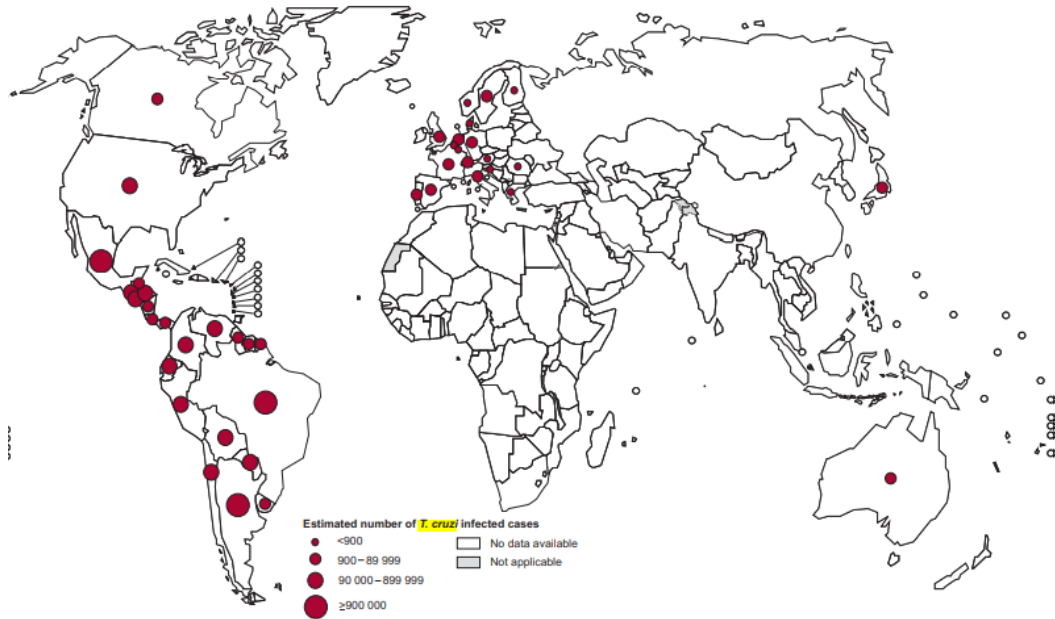 Estimated number of T. cruzi infected cases
<900
900–89 999
90 000–899 999
≥900 000
No data available
Not applicable